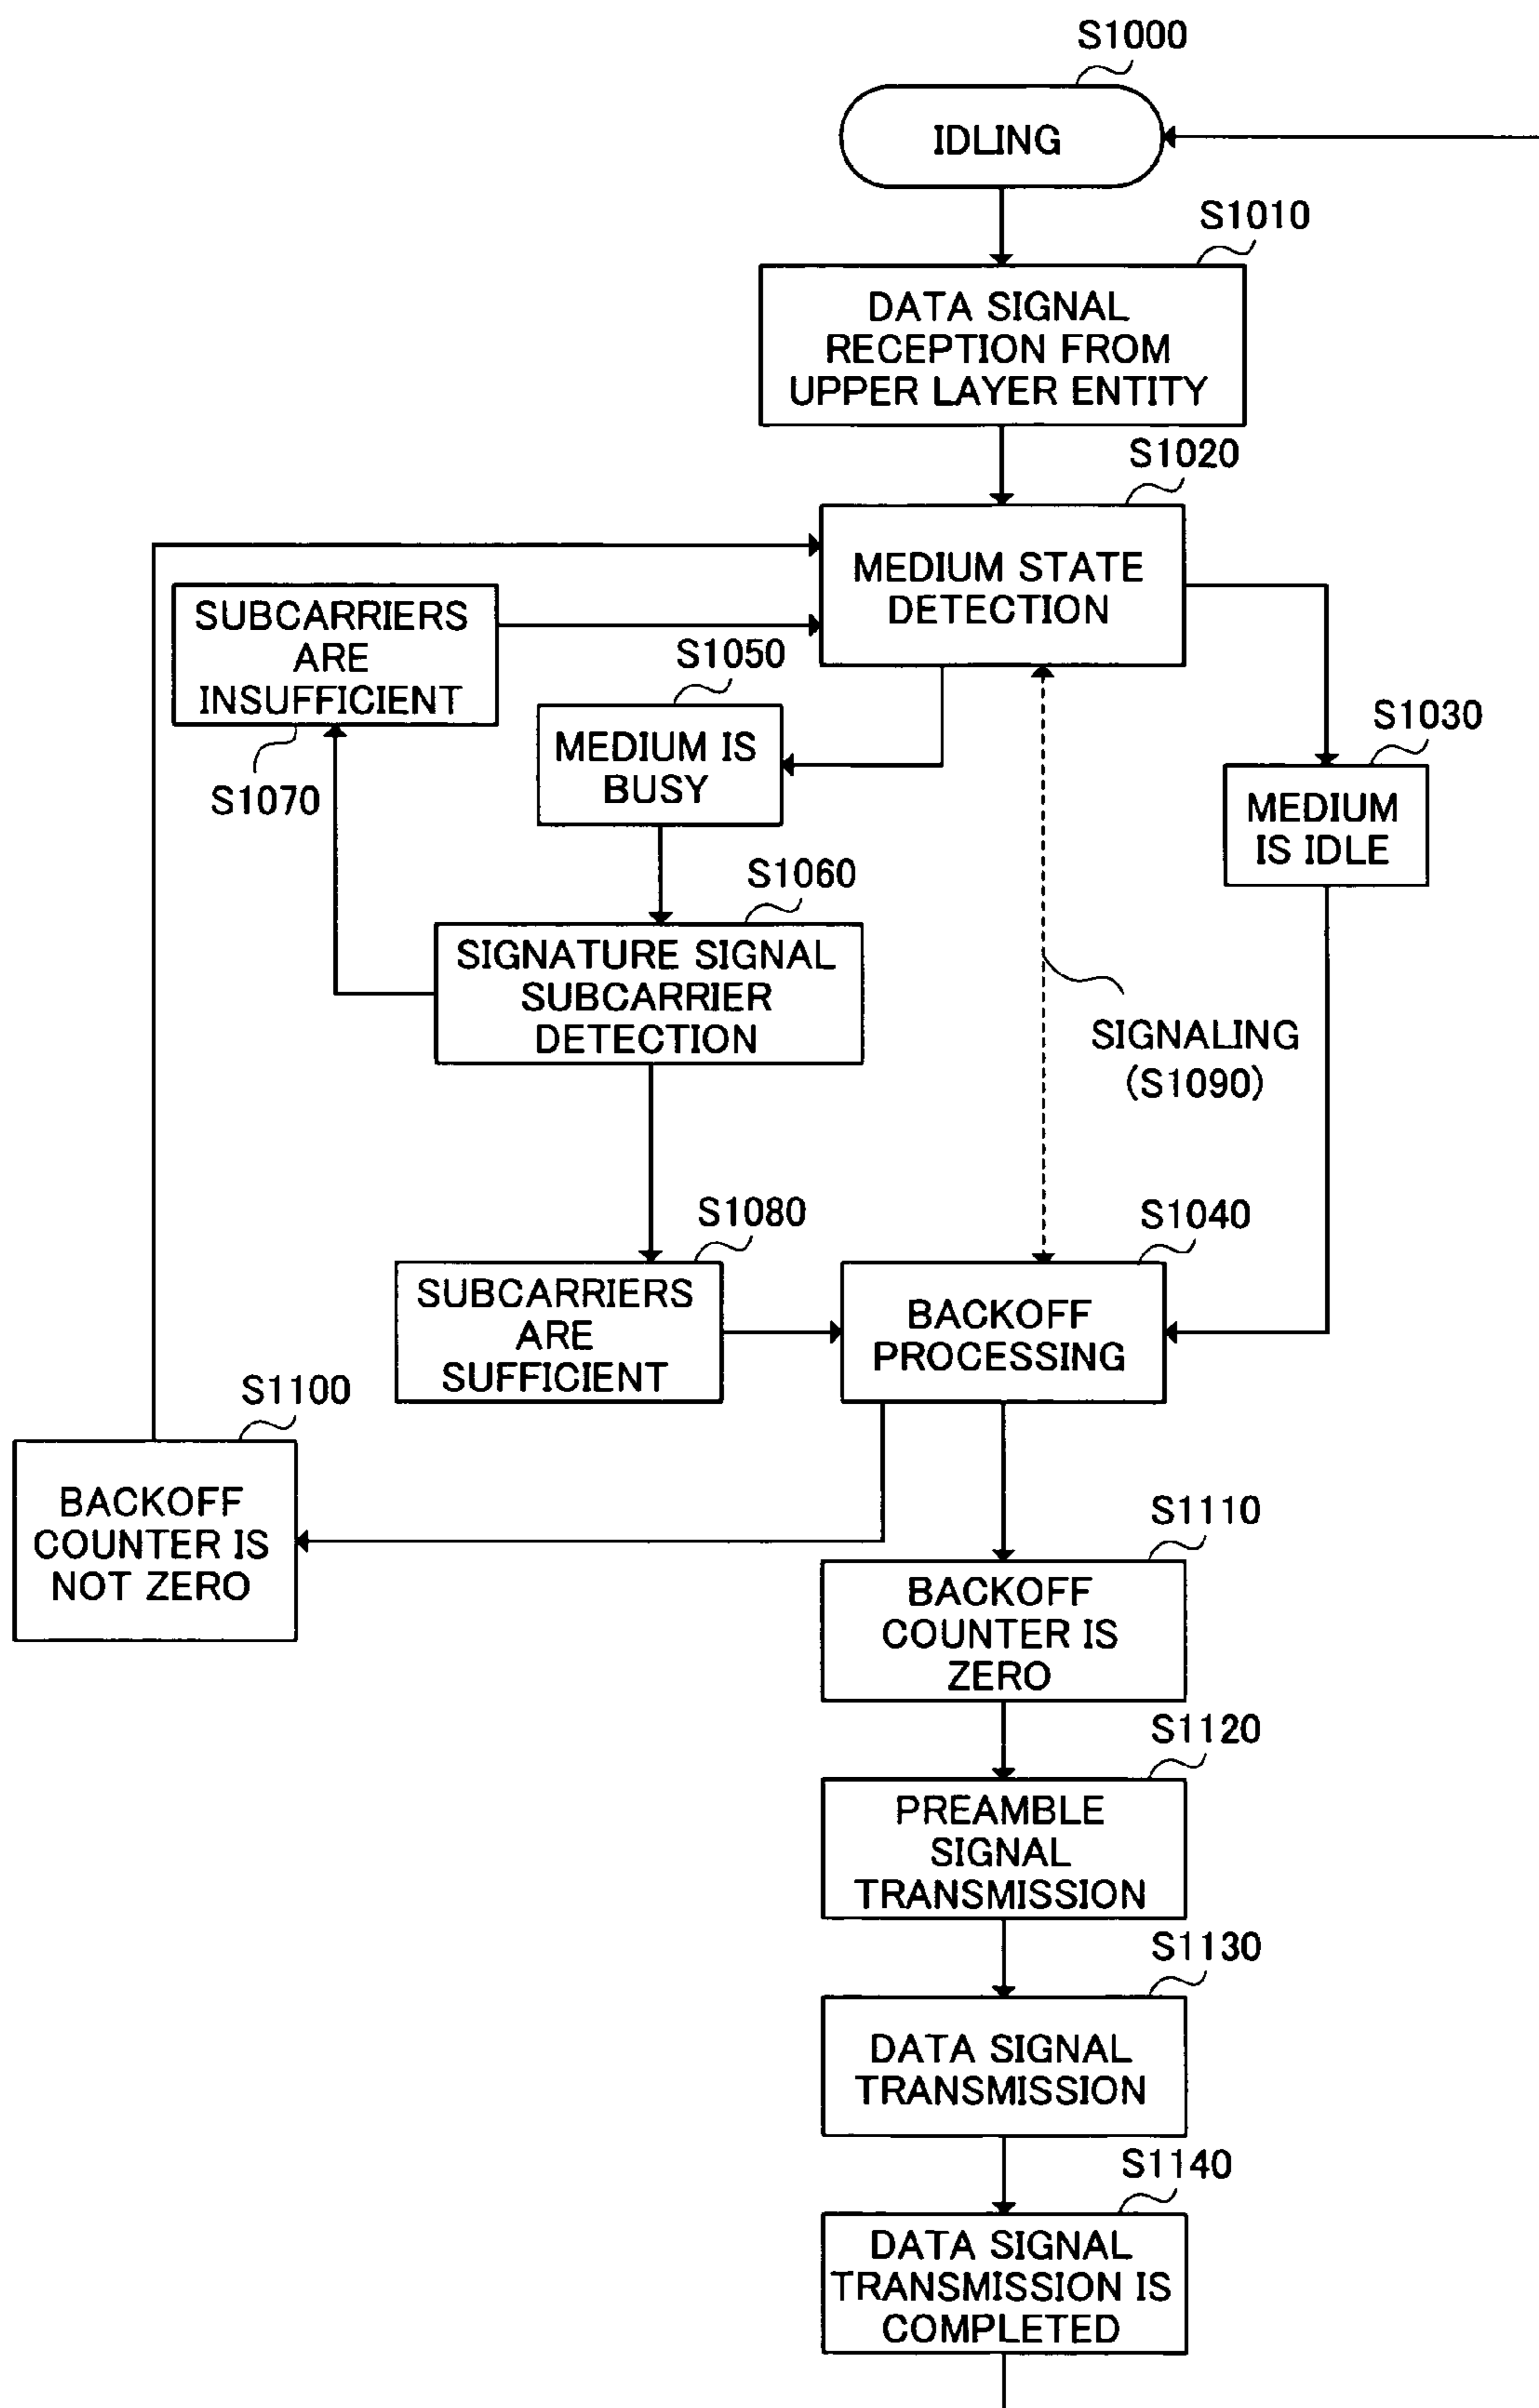 S1000
IDLING
S1010
DATA SIGNAL
RECEPTION FROM
UPPER LAYER ENTITY
S1020
MEDIUM STATE
DETECTION
SUBCARRIERS
ARE
INSUFFICIENT
S1070
S1050
MEDIUM IS
BUSY
S1030
MEDIUM
IS IDLE
S1060
SIGNATURE SIGNAL
SUBCARRIER
DETECTION
SIGNALING
(S1090)
S1080
SUBCARRIERS
ARE
SUFFICIENT
S1040
BACKOFF
PROCESSING
S1100
BACKOFF
COUNTER IS
NOT ZERO
S1110
BACKOFF
COUNTER IS
ZERO
S1120
PREAMBLE
SIGNAL
TRANSMISSION
S1130
DATA SIGNAL
TRANSMISSION
S1140
DATA SIGNAL
TRANSMISSION IS
COMPLETED